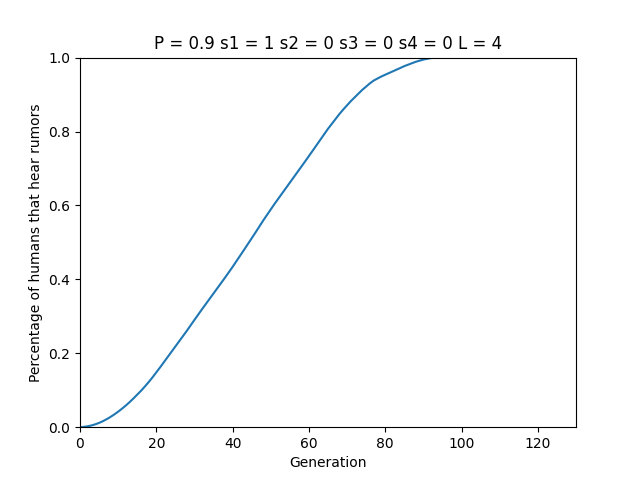 P = 0.9 s1 = 1 s2 = 0 s3 = 0 s4 = 0 L = 4
Percentage of humans that hear rumors
1.0
0.8
0.6
0.4
0.2
0.0
0 20 40 60 80 100 120
Generation